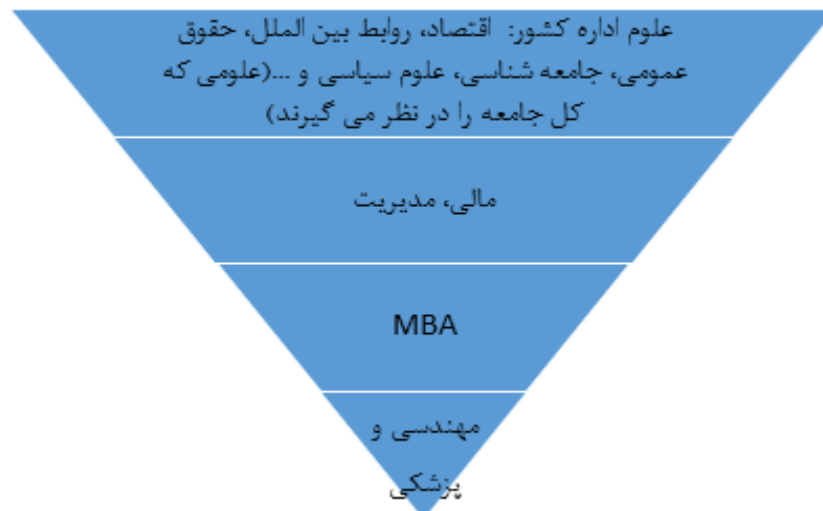 علوم اداره کشور: اقتصاد، روابط بین الملل، حقوق
عمومی، جامعه شناسی، علوم سیاسی و ...(علومی که
کل جامعه را در نظر می گیرند)
مالی، مدیریت
MBA
مهندسی و
پزشکی